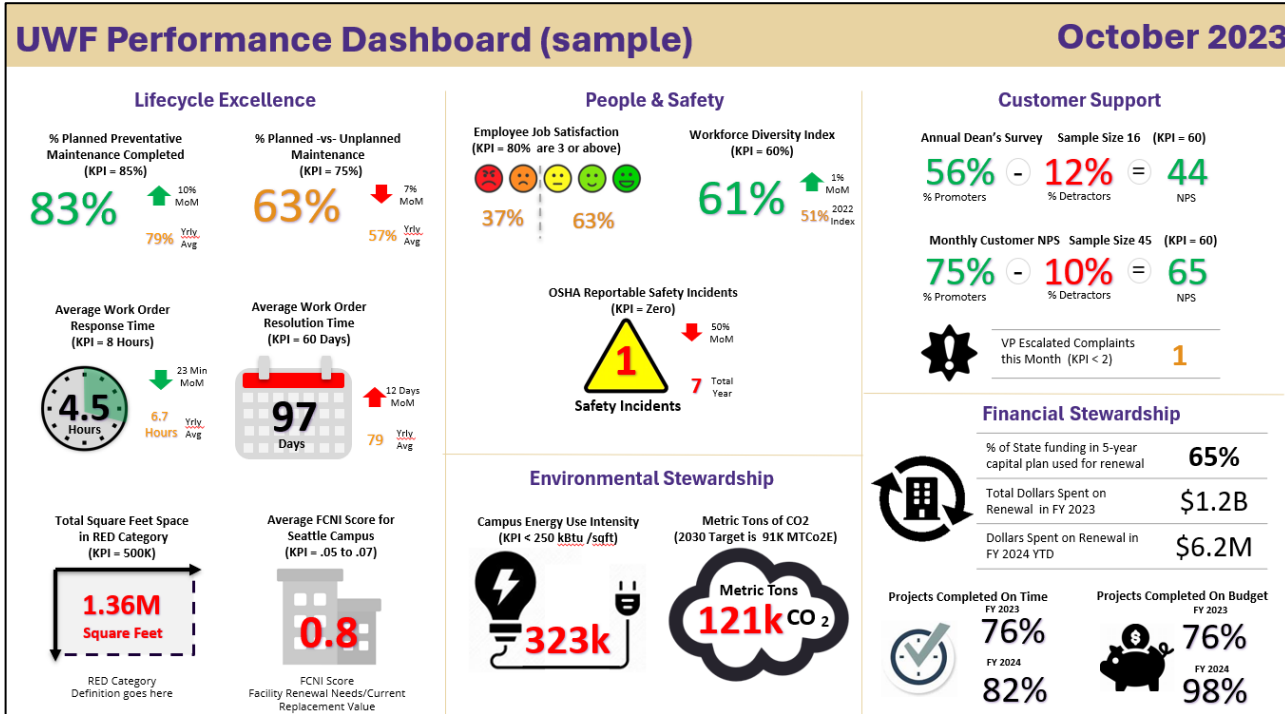 UWF Performance Dashboard (sample)
October 2023
Lifecycle Excellence
% Planned Preventative
Maintenance Completed
(KPI = 85%)
83%
10%
MoM
79%
Yrly
Avg
% Planned -vs- Unplanned
Maintenance
(KPI = 75%)
63%
7%
MoM
57%
Yrly
Avg
Average Work Order
Response Time
(KPI = 8 Hours)
4.5
Hours
23 Min
MoM
6.7
Hours
Yrly
Avg
Average Work Order
Resolution Time
(KPI = 60 Days)
97
Days
12 Days
MoM
79
Yrly
Avg
Total Square Feet Space
in RED Category
(KPI = 500K)
1.36M
Square Feet
RED Category
Definition goes here
Average FCNI Score for
Seattle Campus
(KPI = .05 to .07)
0.8
FCNI Score
Facility Renewal Needs/Current
Replacement Value
People & Safety
Employee Job Satisfaction
(KPI = 80% are 3 or above)
37%
63%
Workforce Diversity Index
(KPI = 60%)
61%
1%
MoM
51%
2022
Index
OSHA Reportable Safety Incidents
(KPI = Zero)
1
Safety Incidents
50%
MoM
7
Total
Year
Environmental Stewardship
Campus Energy Use Intensity
(KPI < 250 kBtu /sqft)
323k
Metric Tons of CO2
(2030 Target is 91K MTCo2E)
Metric Tons
121k CO 2
Customer Support
Annual Dean's Survey Sample Size 16 (KPI = 60)
56% - 12% = 44
% Promoters % Detractors NPS
Monthly Customer NPS Sample Size 45 (KPI = 60)
75% - 10% = 65
% Promoters % Detractors NPS
!
VP Escalated Complaints
this Month (KPI < 2)
1
Financial Stewardship
% of State funding in 5-year
capital plan used for renewal
65%
Total Dollars Spent on
Renewal in FY 2023
$1.2B
Dollars Spent on Renewal in
FY 2024 YTD
$6.2M
Projects Completed On Time
FY 2023
76%
FY 2024
82%
Projects Completed On Budget
$
FY 2023
76%
FY 2024
98%